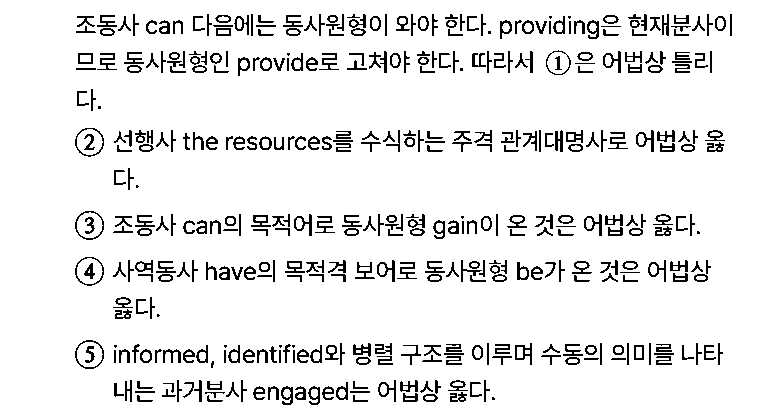 조동사 can 다음에는 동사원형이 와야 한다. providing은 현재분사이
므로 동사원형인 provide로 고쳐야 한다. 따라서 ①은 어법상 틀리
다.
② 선행사 the resources를 수식하는 주격 관계대명사로 어법상 옳
다.
③ 조동사 can의 목적어로 동사원형 gain이 온 것은 어법상 옳다.
④ 사역동사 have의 목적격 보어로 동사원형 be가 온 것은 어법상
옳다.
⑤ informed, identified와 병렬 구조를 이루며 수동의 의미를 나타
내는 과거분사 engaged는 어법상 옳다.